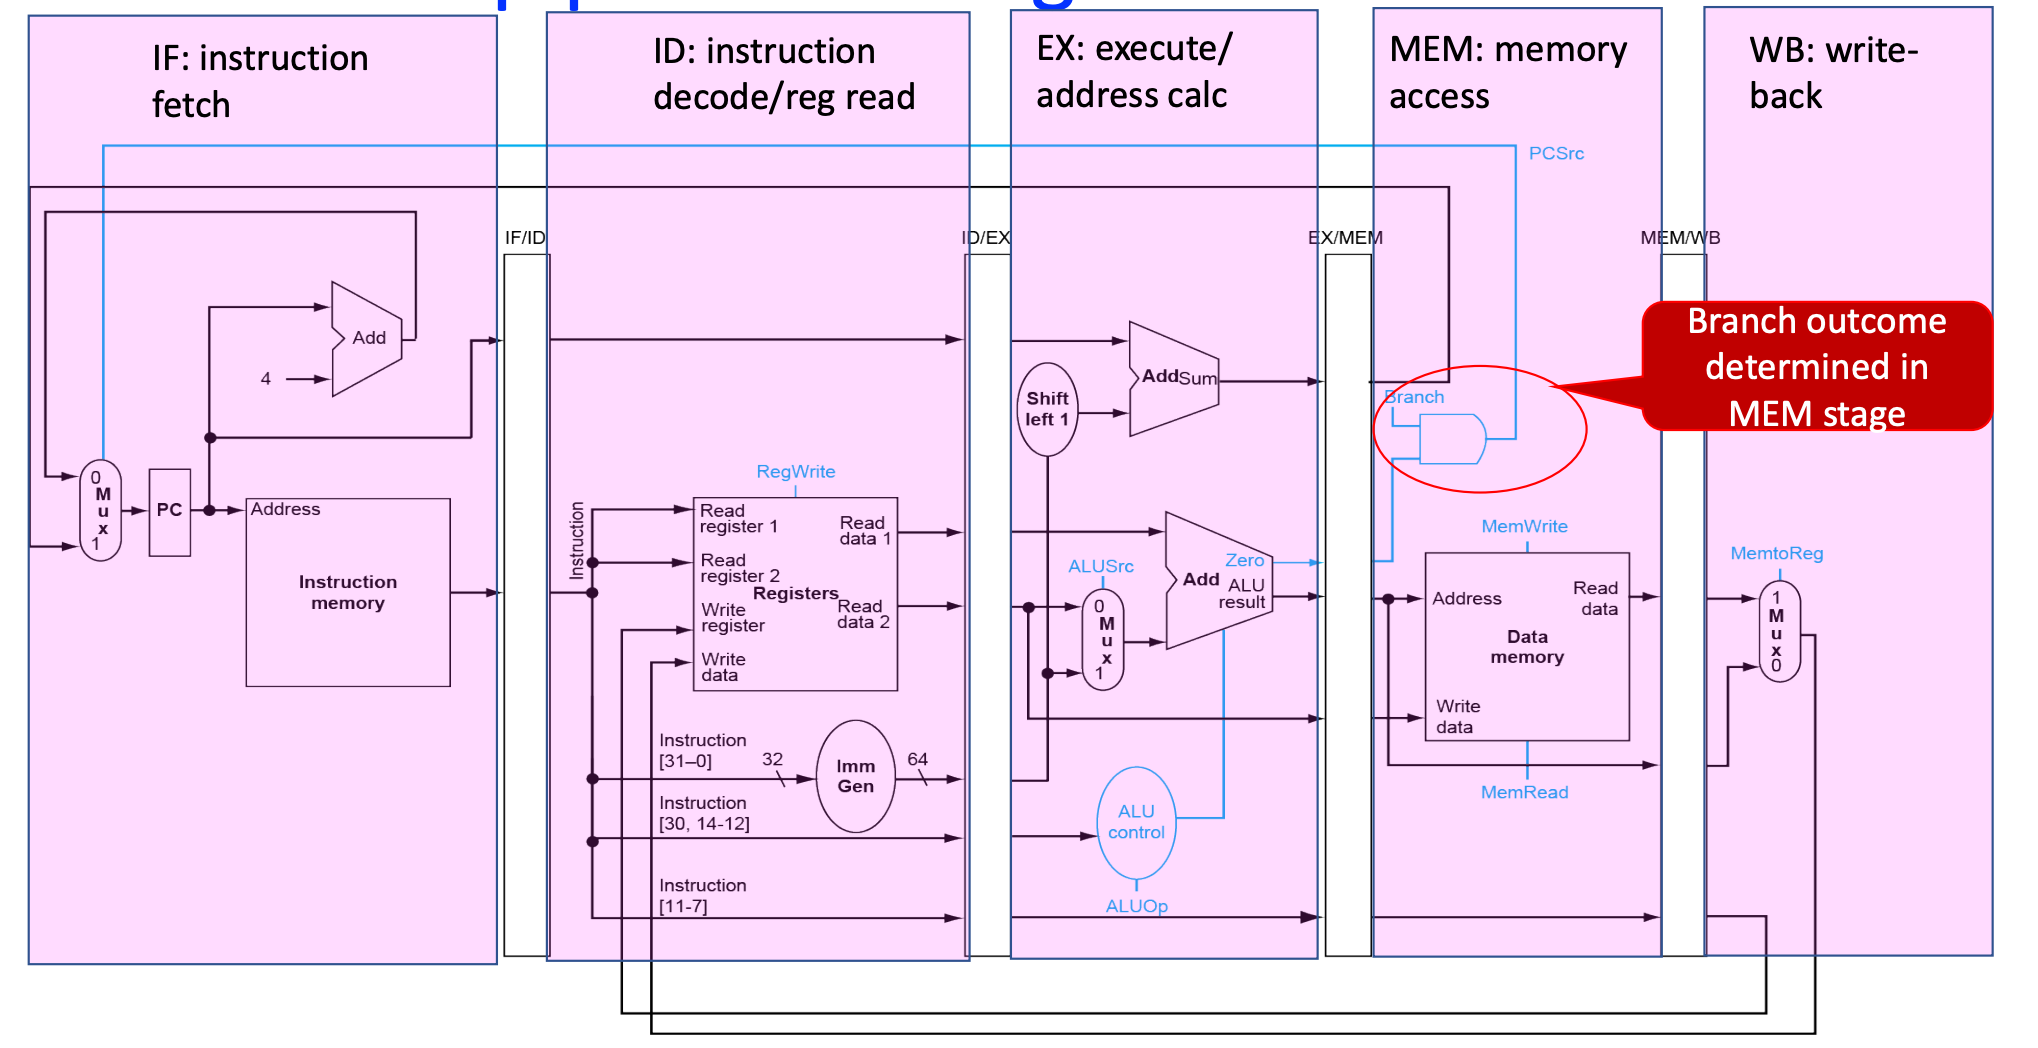 IF: instruction
fetch
ID: instruction
decode/reg read
EX: execute/
address calc
MEM: memory
access
WB: write-
back
PCSrc
IF/ID
ID/EX
EX/MEM
MEM/WB
Branch outcome
determined in
MEM stage
Add
4
0
M
u
x
1
PC
Address
Instruction
memory
Instruction
RegWrite
Read
register 1
Read
register 2
Registers
Write
register
Write
data
Read
data 1
Read
data 2
Instruction
[31–0]
32
Imm
Gen
64
Instruction
[30, 14-12]
Instruction
[11-7]
Shift
left 1
Add Sum
ALUSrc
0
M
u
x
1
Add
Zero
ALU
result
ALU
control
ALUOp
Branch
MemWrite
Address
Read
data
Data
memory
Write
data
MemRead
MemtoReg
1
M
u
x
0